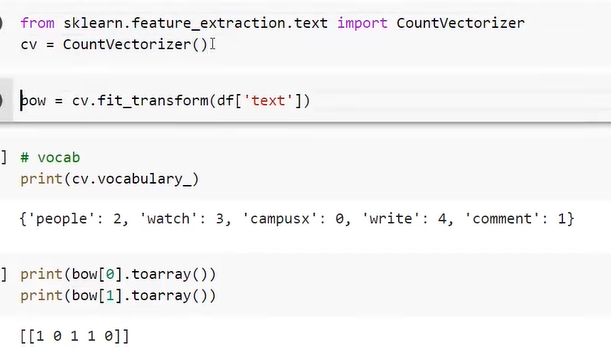 from sklearn.feature_extraction.text import CountVectorizer
cv = CountVectorizer()
bow = cv.fit_transform(df['text'])
] # vocab
print(cv.vocabulary_)
{'people': 2, 'watch': 3, 'campusx': 0, 'write': 4, 'comment': 1}
] print(bow[0].toarray())
print(bow[1].toarray())
[[1 0 1 1 0]]